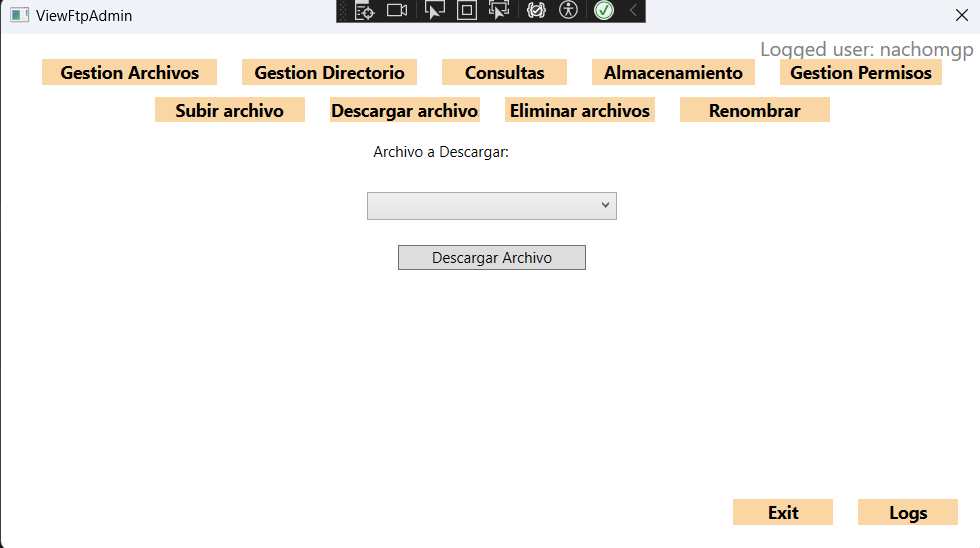 ViewFtpAdmin
Logged user: nachomgp
Gestion Archivos Gestion Directorio Consultas Almacenamiento Gestion Permisos
Subir archivo Descargar archivo Eliminar archivos Renombrar
Archivo a Descargar:
Descargar Archivo
Exit Logs